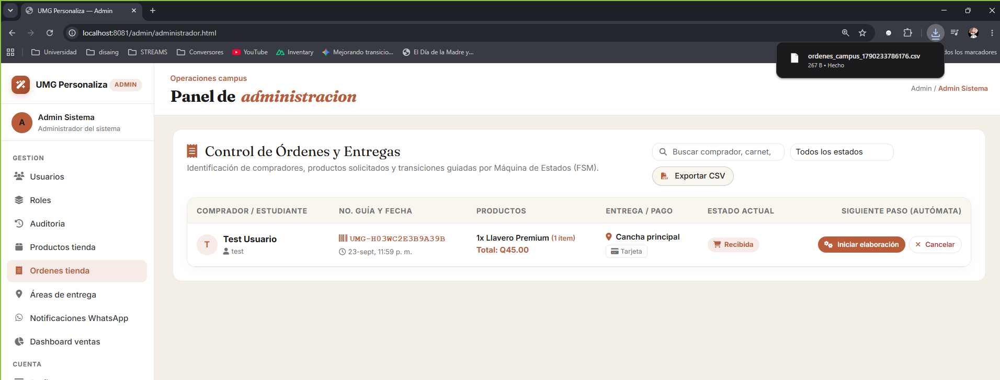 UMG Personaliza — Admin
localhost:8081/admin/administrador.html
Universidad
disaing
STREAMS
Conversores
YouTube
Inventary
Mejorando transicio...
El Día de la Madre y...
dos los marcadores
ordenes_campus_1790233786176.csv
267 B • Hecho
UMG Personaliza ADMIN
A
Admin Sistema
Administrador del sistema
GESTION
Usuarios
Roles
Auditoria
Productos tienda
Ordenes tienda
Áreas de entrega
Notificaciones WhatsApp
Dashboard ventas
CUENTA
Operaciones campus
Panel de administracion
Admin / Admin Sistema
Control de Órdenes y Entregas
Identificación de compradores, productos solicitados y transiciones guiadas por Máquina de Estados (FSM).
Buscar comprador, carnet,
Todos los estados
CSV Exportar CSV
COMPRADOR / ESTUDIANTE
NO. GUÍA Y FECHA
PRODUCTOS
ENTREGA / PAGO
ESTADO ACTUAL
SIGUIENTE PASO (AUTÓMATA)
T
Test Usuario
test
UMG-H03WC2E3B9A39B
23-sept, 11:59 p. m.
1x Llavero Premium (1 ítem)
Total: Q45.00
Cancha principal
Tarjeta
Recibida
Iniciar elaboración
Cancelar